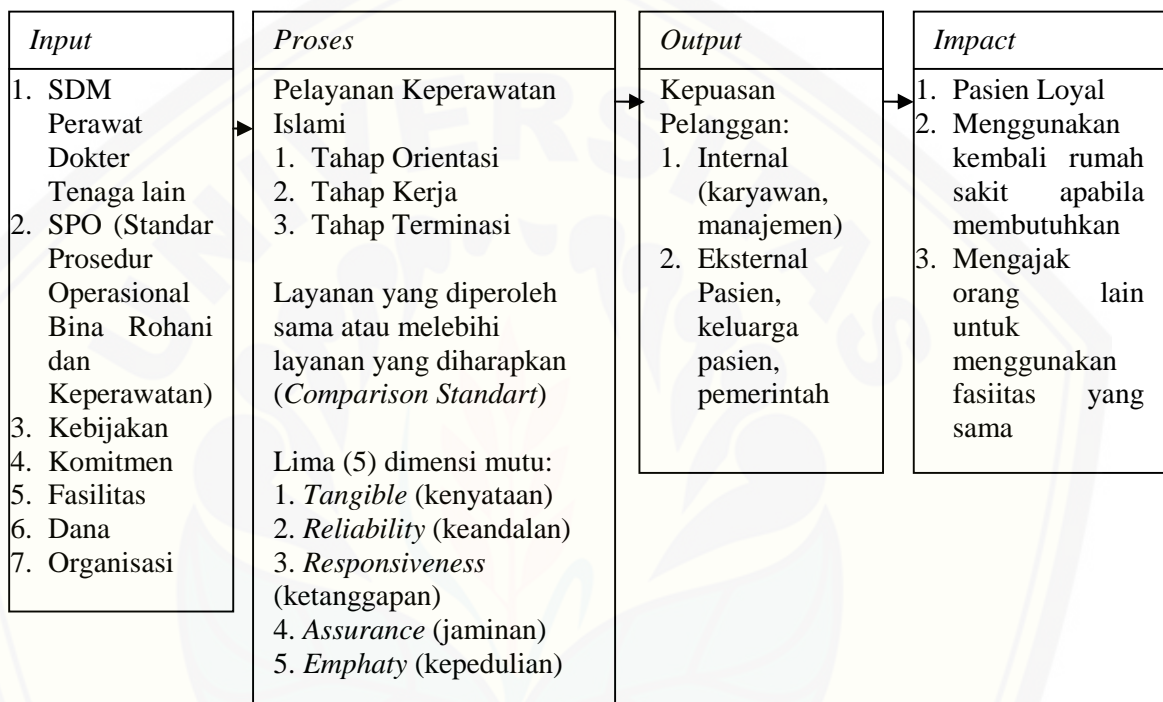 Input
1. SDM
Perawat
Dokter
Tenaga lain
2. SPO (Standar
Prosedur
Operasional
Bina Rohani
dan
Keperawatan)
3. Kebijakan
4. Komitmen
5. Fasilitas
6. Dana
7. Organisasi
Proses
Pelayanan Keperawatan
Islami
1. Tahap Orientasi
2. Tahap Kerja
3. Tahap Terminasi
Layanan yang diperoleh
sama atau melebihi
layanan yang diharapkan
(Comparison Standart)
Lima (5) dimensi mutu:
1. Tangible (kenyataan)
2. Reliability (keandalan)
3. Responsiveness
(ketanggapan)
4. Assurance (jaminan)
5. Emphaty (kepedulian)
Output
Kepuasan
Pelanggan:
1. Internal
(karyawan,
manajemen)
2. Eksternal
Pasien,
keluarga
pasien,
pemerintah
Impact
1. Pasien Loyal
2. Menggunakan
kembali rumah
sakit apabila
membutuhkan
3. Mengajak
orang lain
untuk
menggunakan
fasiitas yang
sama
UNIVERSITAS